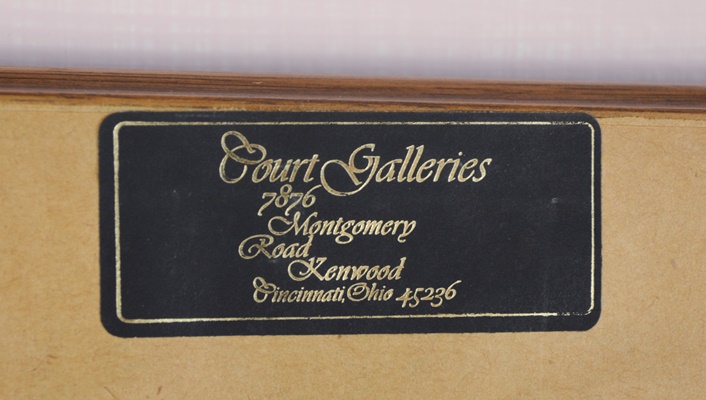 Court Galleries
7876
Montgomery
Road
Kenwood
Cincinnati, Ohio 45236